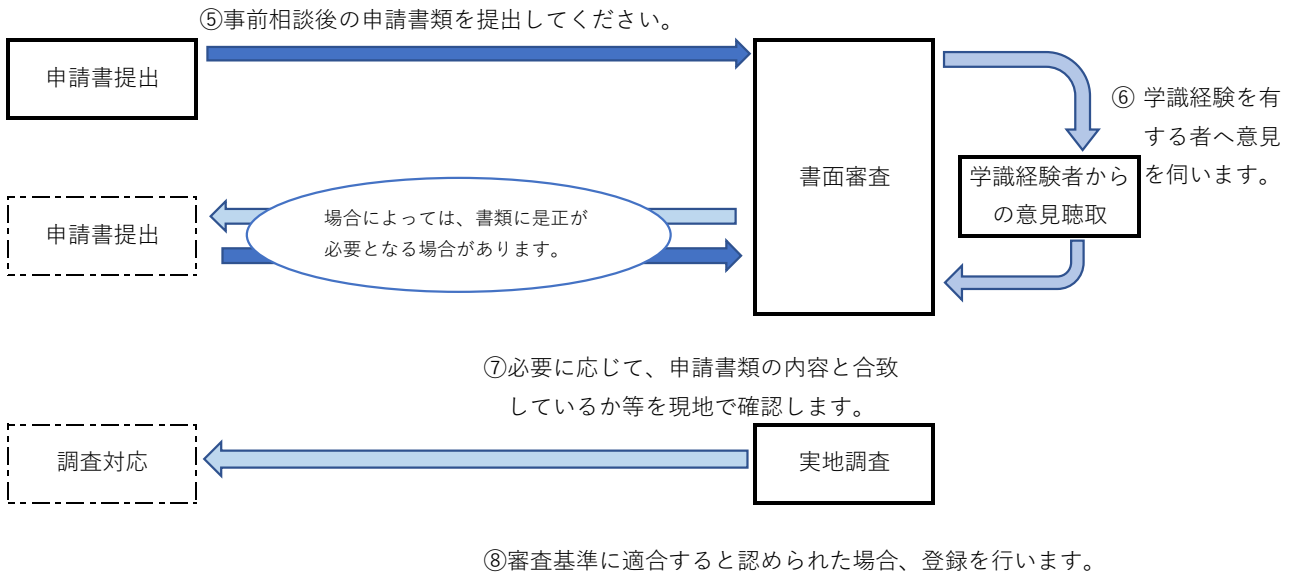 ⑤事前相談後の申請書類を提出してください。
申請書提出
書面審査
⑥ 学識経験を有
する者へ意見
を伺います。
学識経験者から
の意見聴取
申請書提出
場合によっては、書類に是正が
必要となる場合があります。
⑦必要に応じて、申請書類の内容と合致
しているか等を現地で確認します。
調査対応
実地調査
⑧審査基準に適合すると認められた場合、登録を行います。